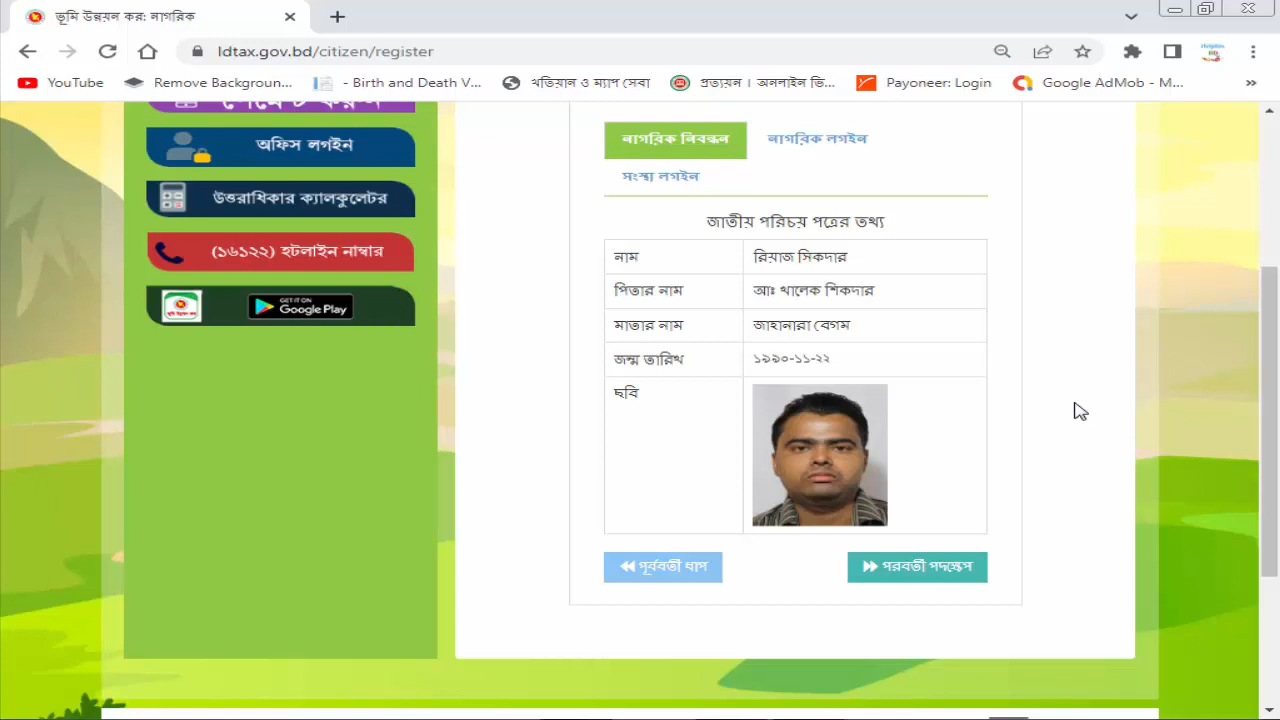 ভূমি উন্নয়ন কর: নাগরিক
ldtax.gov.bd/citizen/register
YouTube
Remove Backgroun...
- Birth and Death V...
খতিয়ান ও ম্যাপ সেবা
প্রত্যয়ন। অনলাইন ভি...
Payoneer: Login
Google AdMob - M...
»
অফিস লগইন
উত্তরাধিকার ক্যালকুলেটর
(১৬১২২) হটলাইন নাম্বার
GET IT ON
Google Play
নাগরিক নিবন্ধন
নাগরিক লগইন
সংস্থা লগইন
জাতীয় পরিচয় পত্রের তথ্য
নাম রিয়াজ সিকদার
পিতার নাম আঃ খালেক শিকদার
মাতার নাম জাহানারা বেগম
জন্ম তারিখ ১৯৯০-১১-২২
ছবি
পূর্ববর্তী ধাপ
পরবর্তী পদক্ষেপ